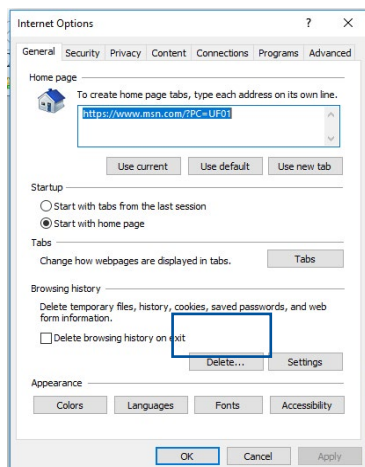 Internet Options ? X
General Security Privacy Content Connections Programs Advanced
Home page
To create home page tabs, type each address on its own line.
https://www.msn.com/?PC=UF01
Use current Use default Use new tab
Startup
Start with tabs from the last session
Start with home page
Tabs
Change how webpages are displayed in tabs. Tabs
Browsing history
Delete temporary files, history, cookies, saved passwords, and web
form information.
Delete browsing history on exit
Delete... Settings
Appearance
Colors Languages Fonts Accessibility
OK Cancel Apply